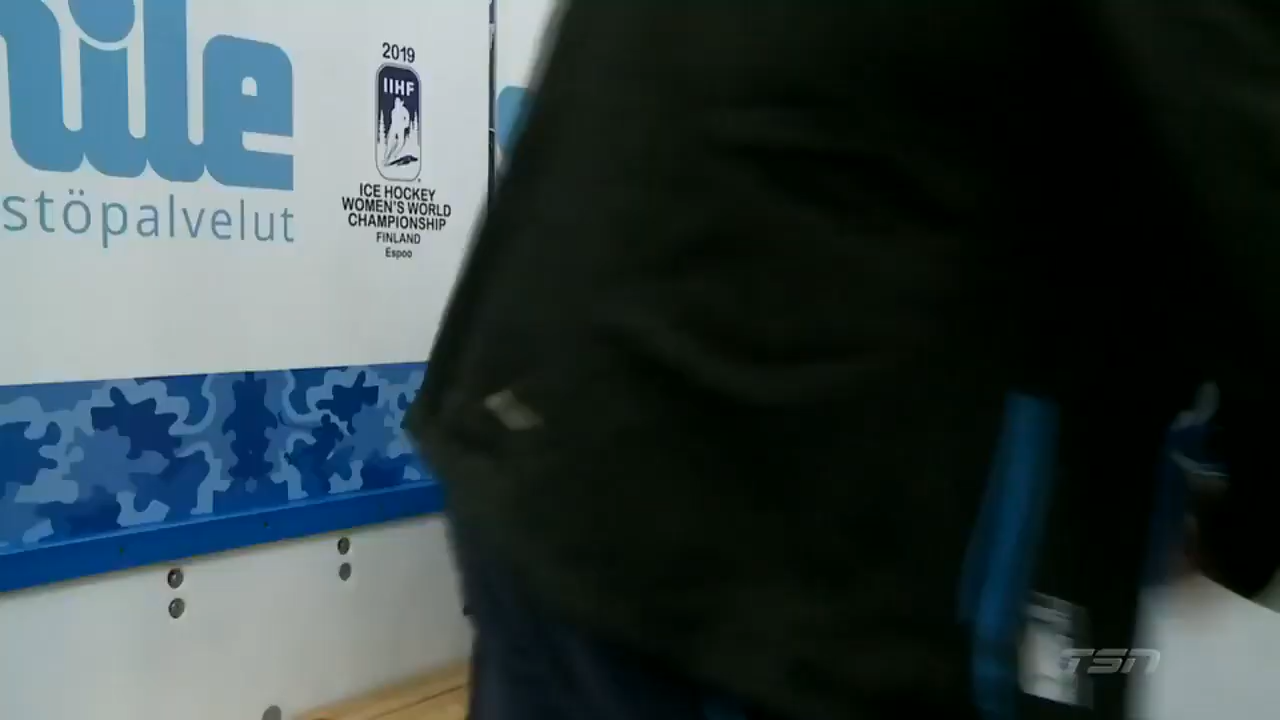 ile
stöpalvelut
2019
IIHF
ICE HOCKEY
WOMEN'S WORLD
CHAMPIONSHIP
FINLAND
Espoo
TSN